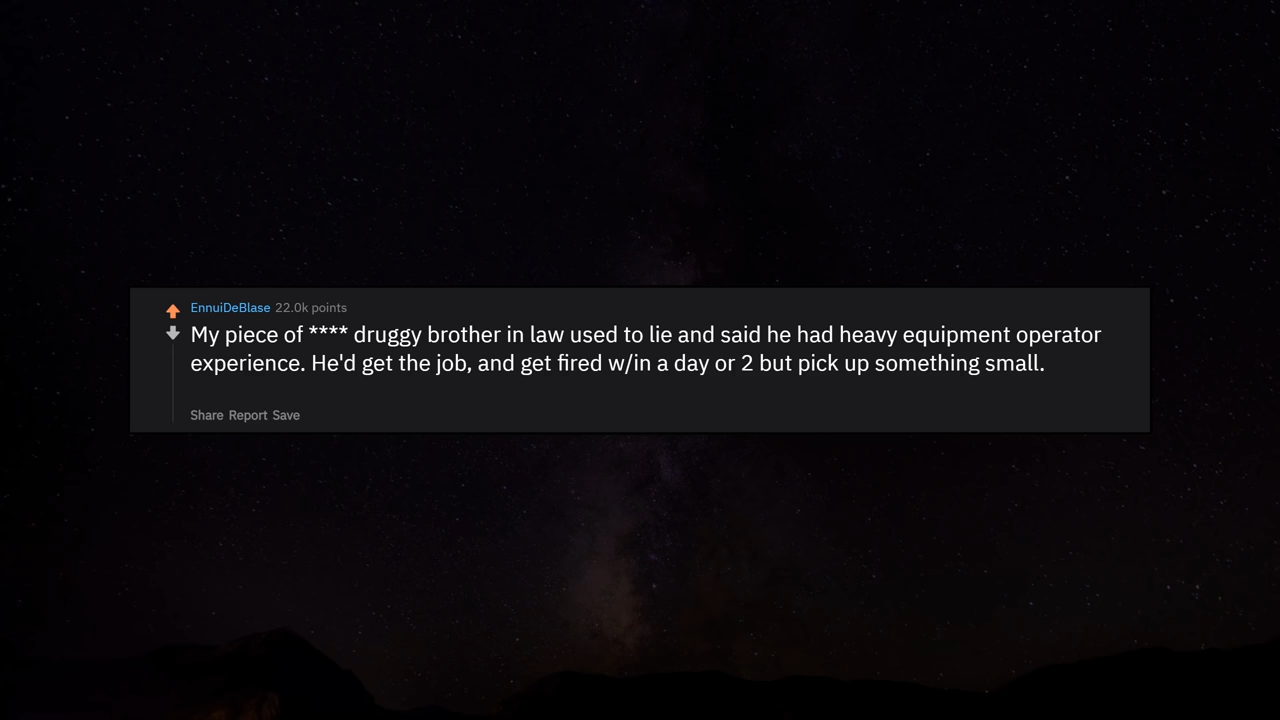 EnnuiDeBlase 22.0k points
My piece of **** druggy brother in law used to lie and said he had heavy equipment operator
experience. He'd get the job, and get fired w/in a day or 2 but pick up something small.
Share Report Save